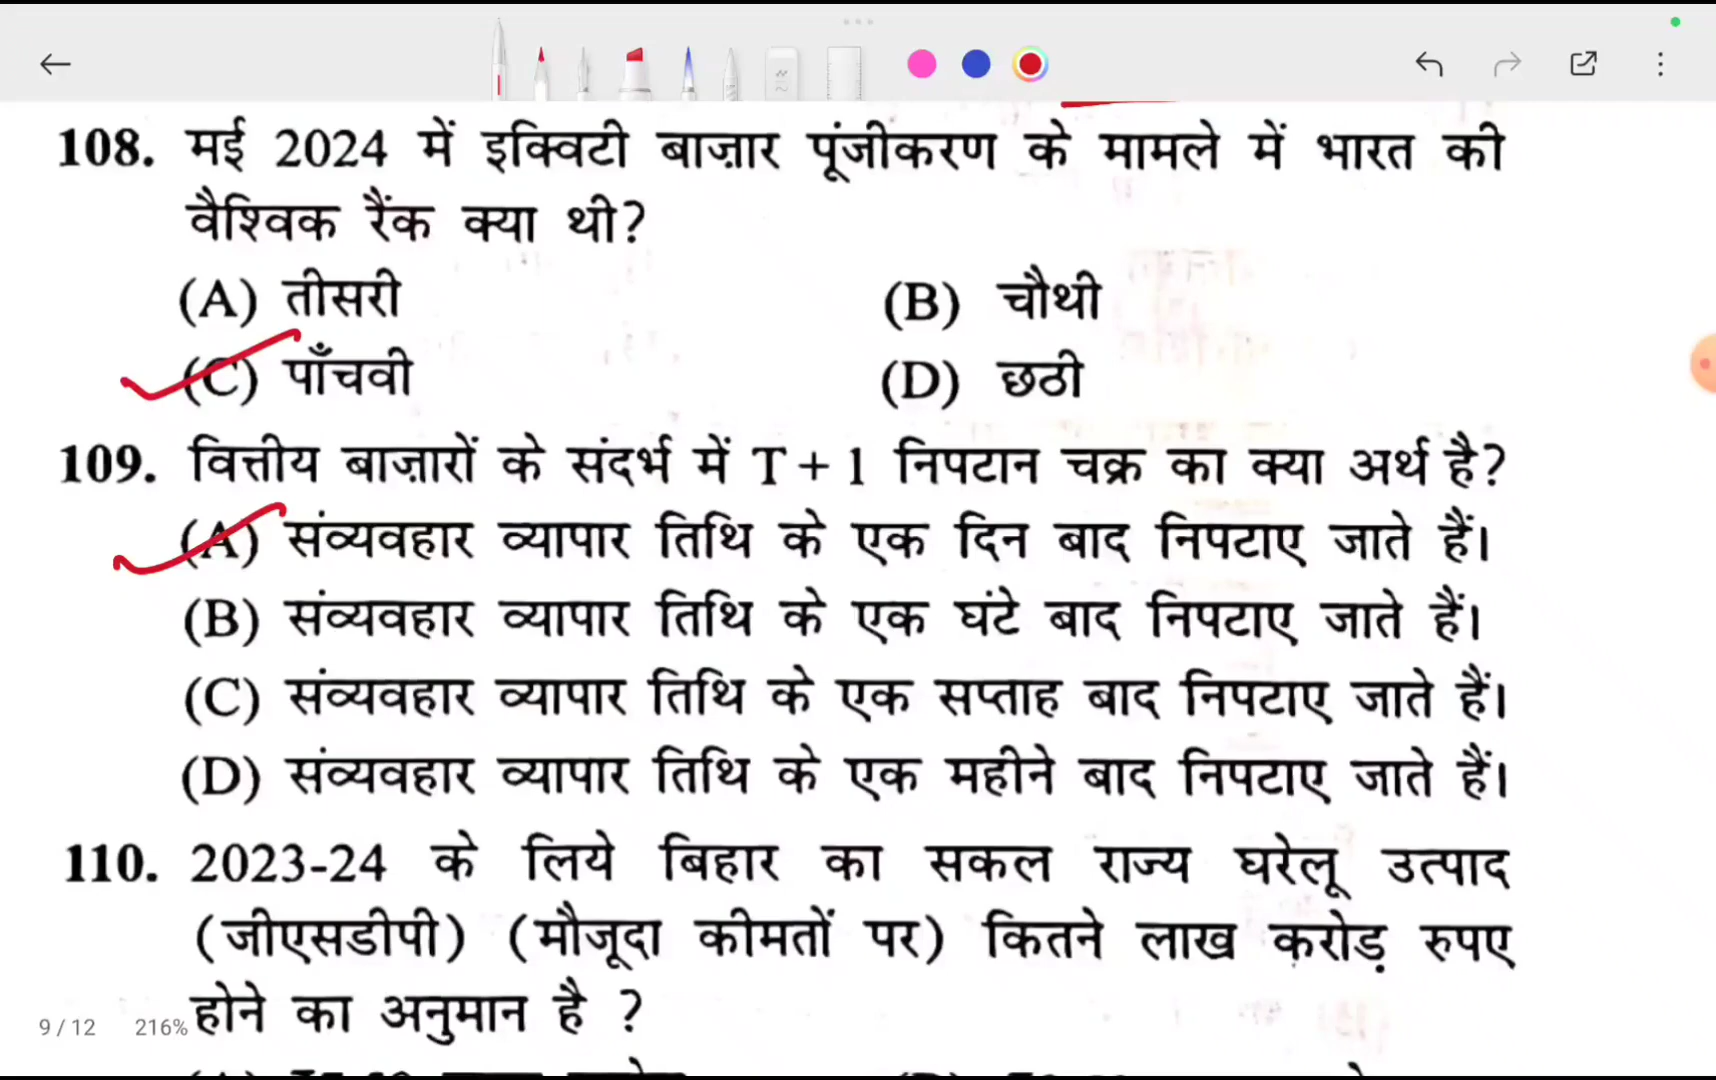 108. मई 2024 में इक्विटी बाज़ार पूंजीकरण के मामले में भारत की
वैश्विक रैंक क्या थी?
(A) तीसरी (B) चौथी
(C) पाँचवी (D) छठी
109. वित्तीय बाज़ारों के संदर्भ में T + 1 निपटान चक्र का क्या अर्थ है?
(A) संव्यवहार व्यापार तिथि के एक दिन बाद निपटाए जाते हैं।
(B) संव्यवहार व्यापार तिथि के एक घंटे बाद निपटाए जाते हैं।
(C) संव्यवहार व्यापार तिथि के एक सप्ताह बाद निपटाए जाते हैं।
(D) संव्यवहार व्यापार तिथि के एक महीने बाद निपटाए जाते हैं।
110. 2023-24 के लिये बिहार का सकल राज्य घरेलू उत्पाद
(जीएसडीपी) (मौजूदा कीमतों पर) कितने लाख करोड़ रुपए
होने का अनुमान है ?
9 / 12 216%